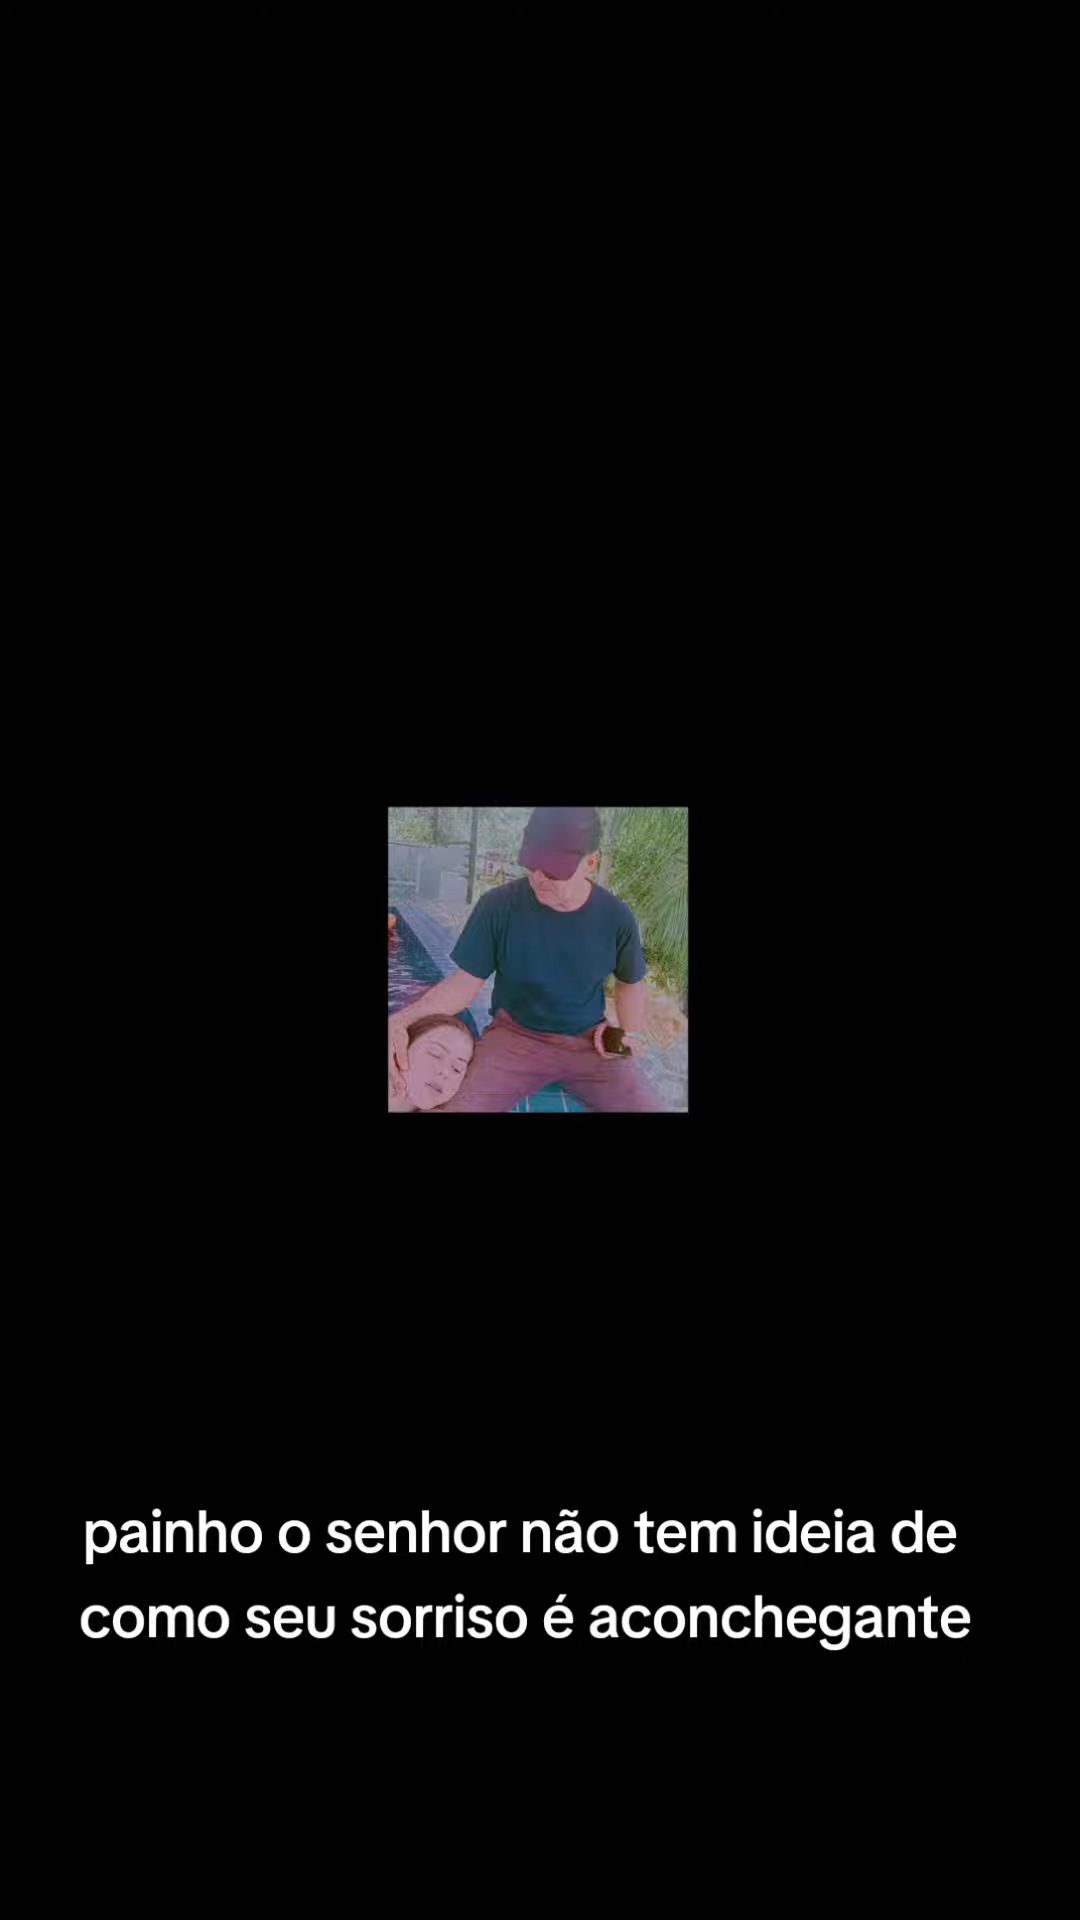 painho o senhor não tem ideia de
como seu sorriso é aconchegante